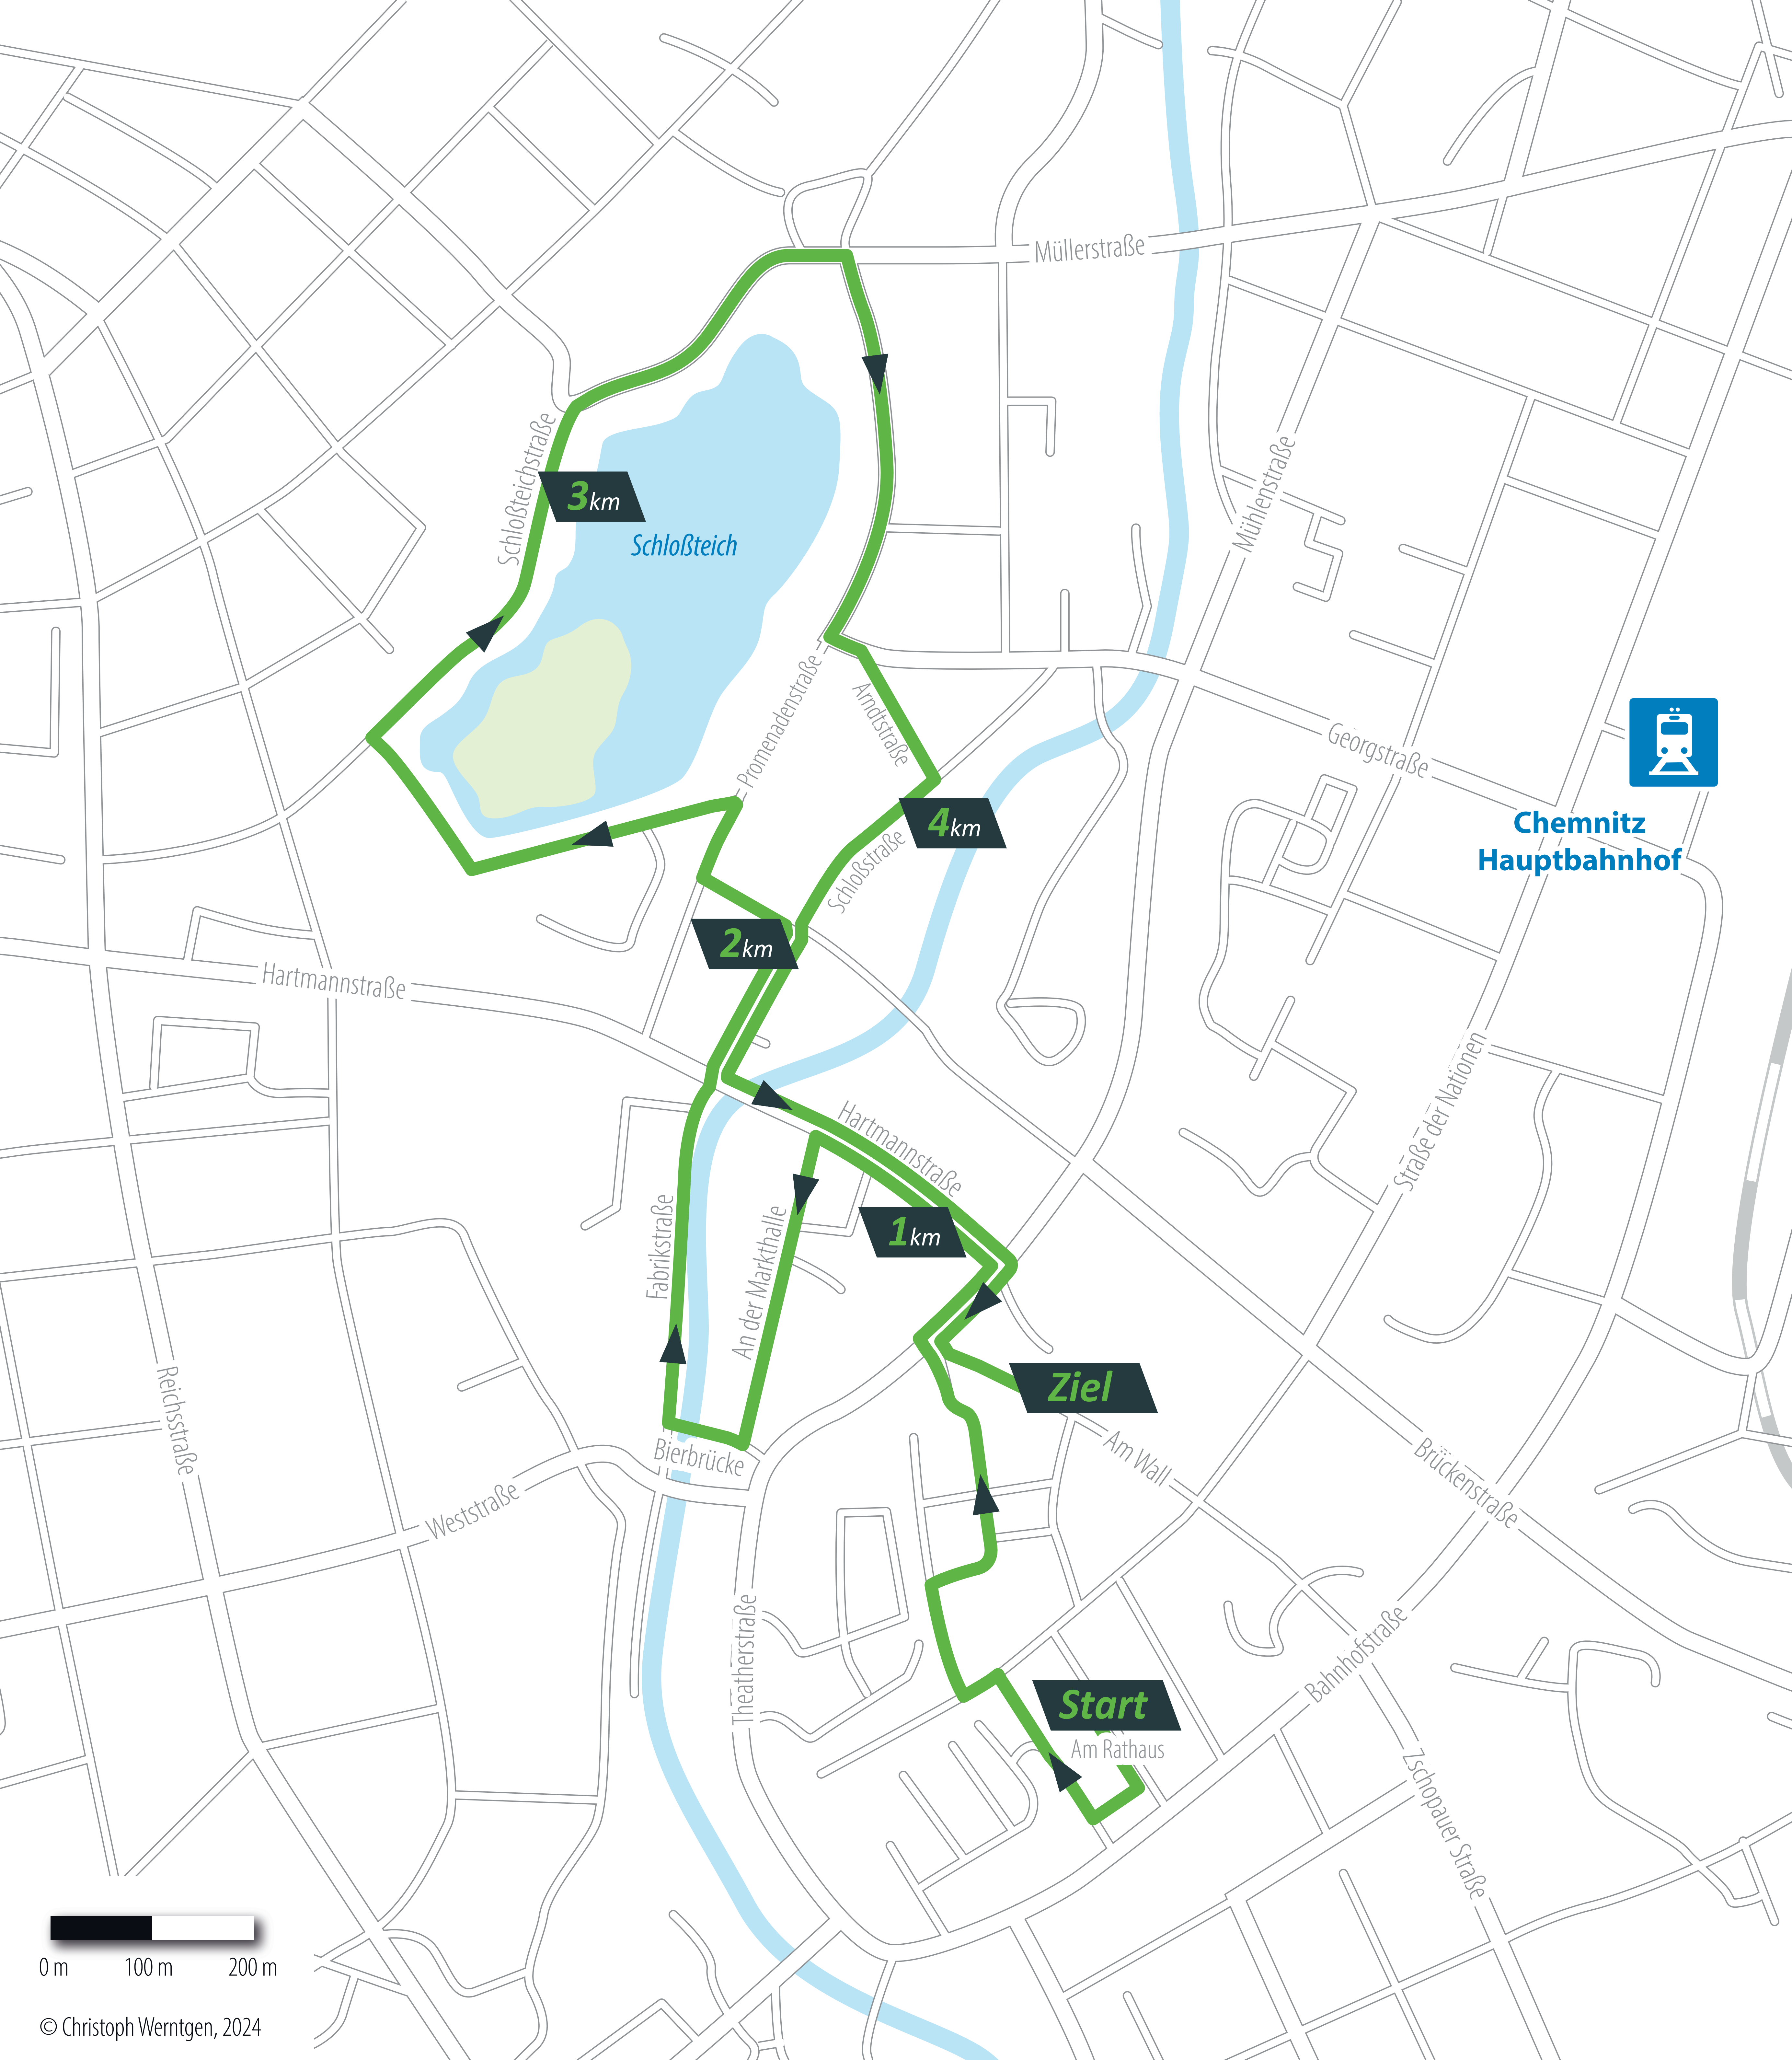 Müllerstraße
Schloßteichstraße
Mühlenstraße
3km
Schloßteich
Promenadenstraße
Arndtstraße
Georgstraße
4km
Chemnitz
Hauptbahnhof
Schloßstraße
2km
Hartmannstraße
Straße der Nationen
Hartmannstraße
Fabrikstraße
An der Markthalle
1km
Ziel
Reichsstraße
Bierbrücke
Am Wall
Brückenstraße
Weststraße
Theatherstraße
Bahnhofstraße
Start
Am Rathaus
Zschopauer Straße
0 m 100 m 200 m
© Christoph Werntgen, 2024